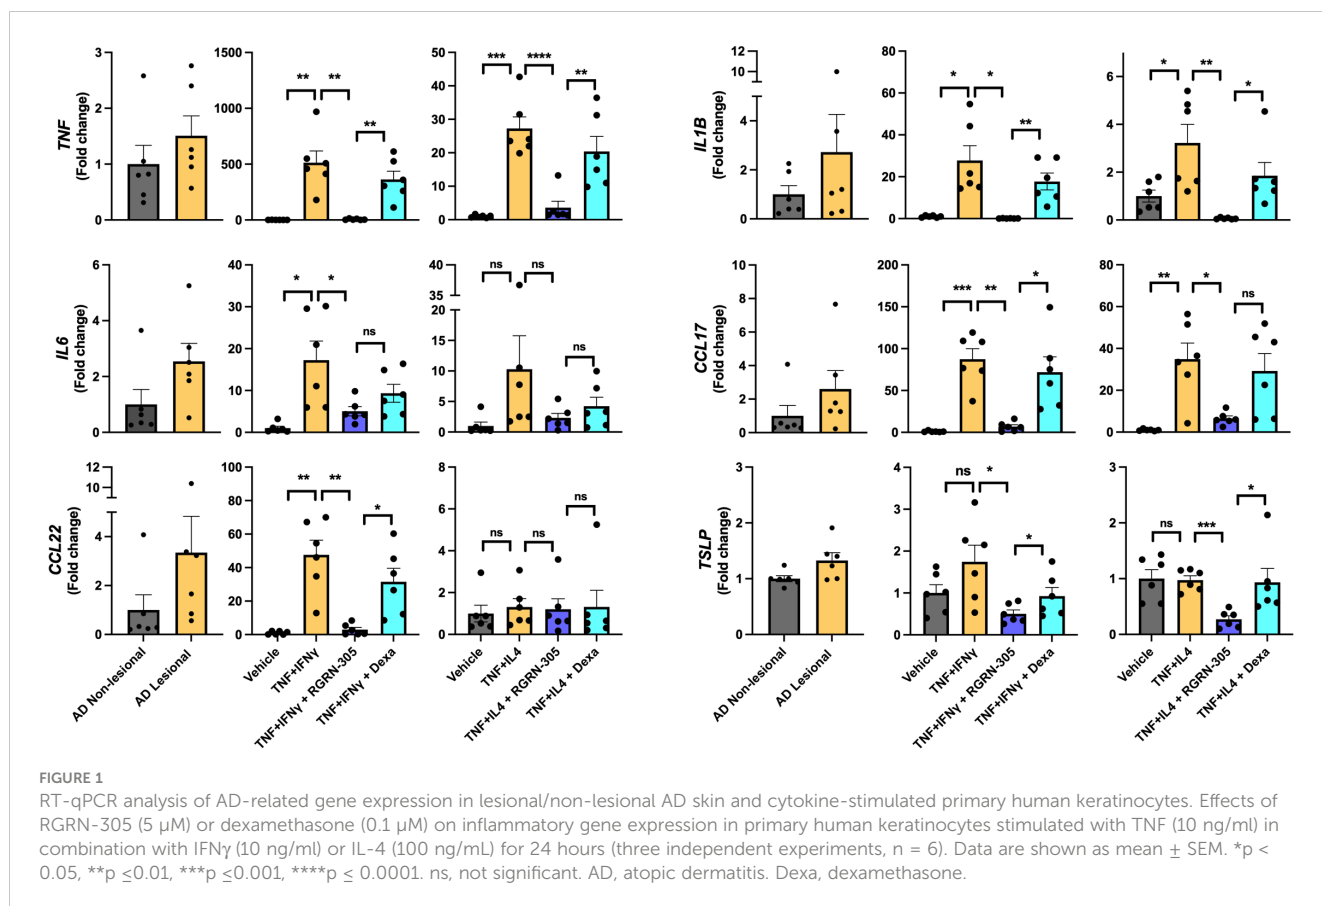 TNF
(Fold change)
3
2
1
0
1500
1000
500
0
** **
**
50
40
30
20
10
0
*** ****
**
IL1B
(Fold change)
12
10
8
6
4
2
0
80
60
40
20
0
* *
**
6
4
2
0
* **
*
IL6
(Fold change)
6
4
2
0
40
30
20
10
0
* *
ns
40
35
20
15
10
5
0
ns ns
ns
CCL17
(Fold change)
10
8
6
4
2
0
200
150
100
50
0
*** **
*
80
60
40
20
0
** *
ns
CCL22
(Fold change)
12
10
4
2
0
AD Non-lesional
AD Lesional
100
80
60
40
20
0
** **
*
Vehicle
TNF+IFNγ
TNF+IFNγ + RGRN-305
TNF+IFNγ + Dexa
8
6
4
2
0
ns ns
ns
Vehicle
TNF+IL4
TNF+IL4 + RGRN-305
TNF+IL4 + Dexa
TSLP
(Fold change)
3
2
1
0
AD Non-lesional
AD Lesional
4
3
2
1
0
ns *
*
Vehicle
TNF+IFNγ
TNF+IFNγ + RGRN-305
TNF+IFNγ + Dexa
3
2
1
0
ns ***
*
Vehicle
TNF+IL4
TNF+IL4 + RGRN-305
TNF+IL4 + Dexa
FIGURE 1
RT-qPCR analysis of AD-related gene expression in lesional/non-lesional AD skin and cytokine-stimulated primary human keratinocytes. Effects of
RGRN-305 (5 µM) or dexamethasone (0.1 µM) on inflammatory gene expression in primary human keratinocytes stimulated with TNF (10 ng/ml) in
combination with IFNγ (10 ng/ml) or IL-4 (100 ng/mL) for 24 hours (three independent experiments, n = 6). Data are shown as mean ± SEM. *p <
0.05, **p ≤0.01, ***p ≤0.001, ****p ≤ 0.0001. ns, not significant. AD, atopic dermatitis. Dexa, dexamethasone.